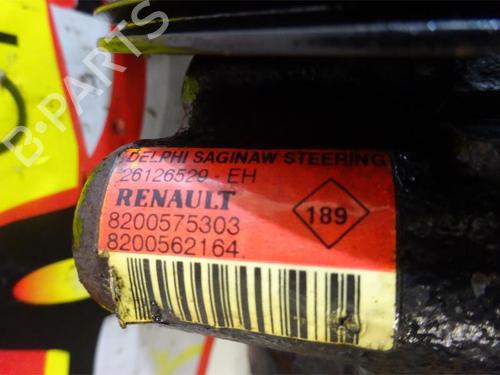 B-PARTS
DELPHI SAGINAW STEERING
26126529 - EH
RENAULT
189
8200575303
8200562164.